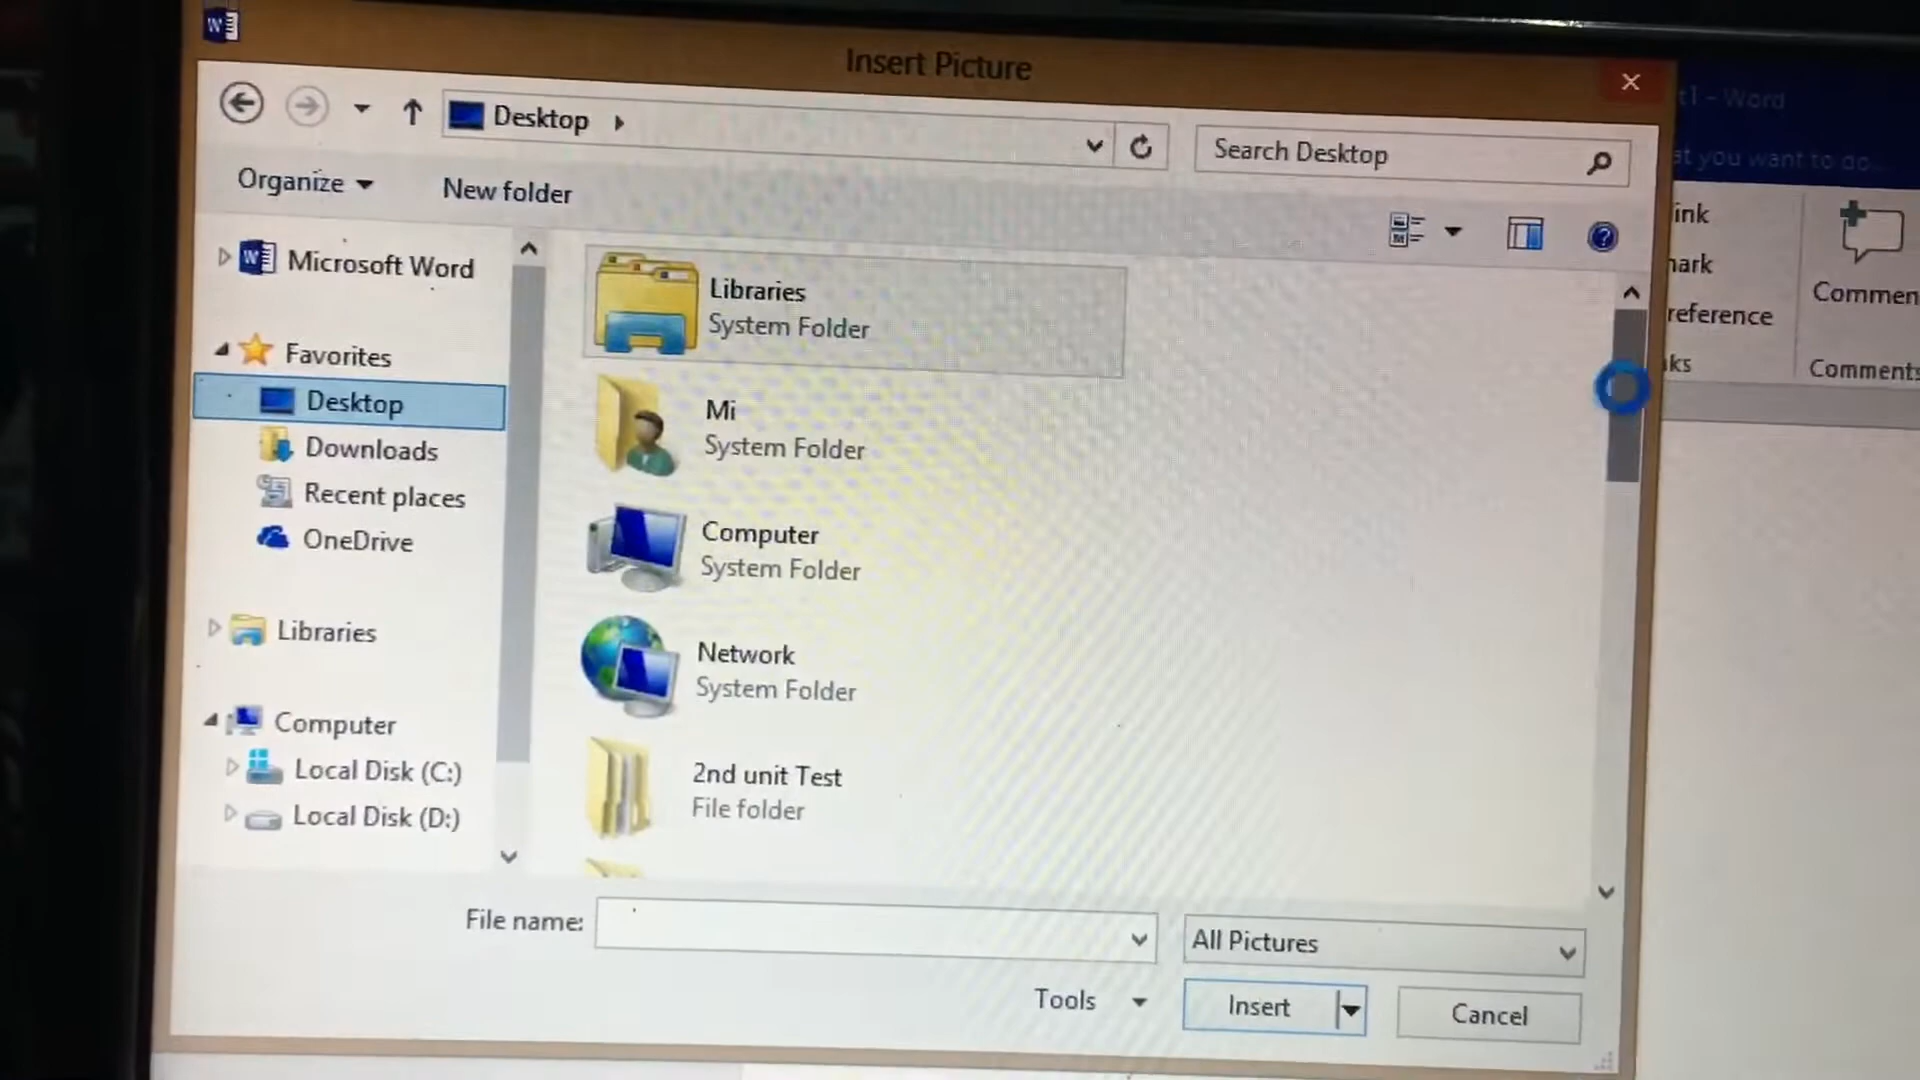 Insert Picture
t1 - Word
Desktop
Search Desktop
at you want to do...
Organize
New folder
ink
Microsoft Word
Libraries
System Folder
hark
Commen
reference
Favorites
ks
Comments
Desktop
Mi
System Folder
Downloads
Recent places
Computer
System Folder
OneDrive
Libraries
Network
System Folder
Computer
Local Disk (C:)
2nd unit Test
File folder
Local Disk (D:)
File name:
All Pictures
Tools
Insert
Cancel